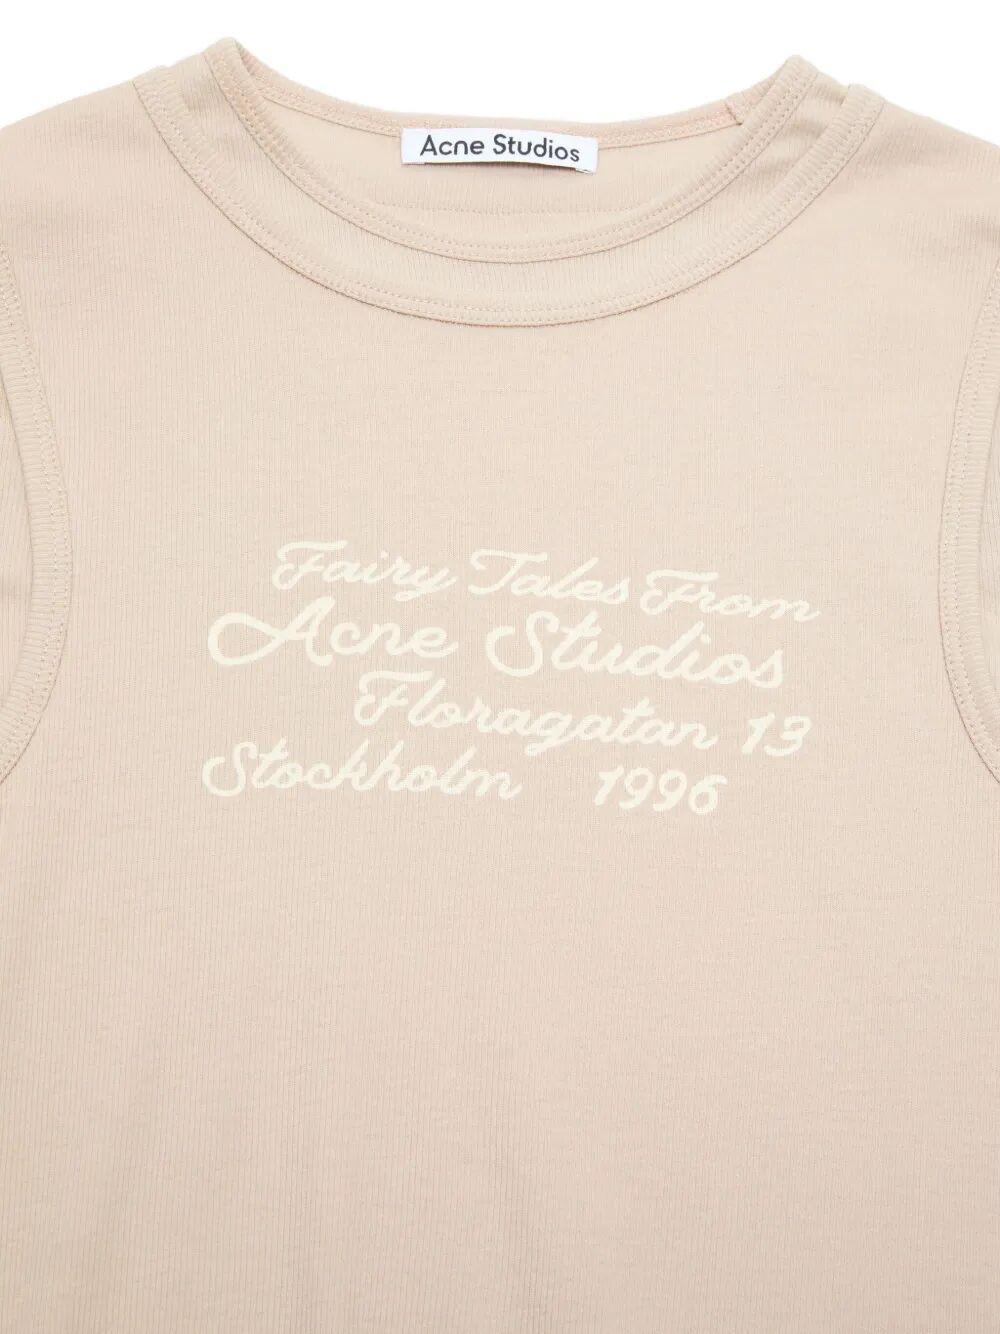 Acne Studios
Fairy Tales From
Acne Studios
Floragatan 13
Stockholm 1996